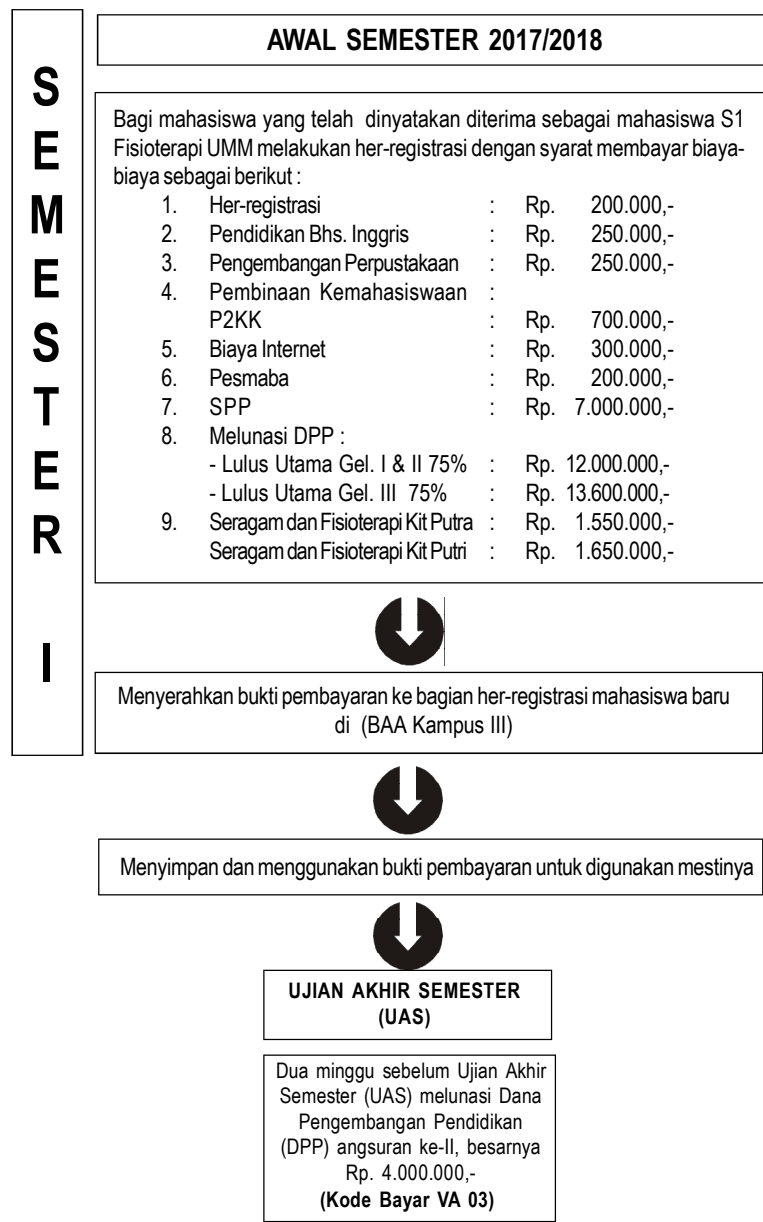 SEMESTER I
AWAL SEMESTER 2017/2018
Bagi mahasiswa yang telah dinyatakan diterima sebagai mahasiswa S1
Fisioterapi UMM melakukan her-registrasi dengan syarat membayar biaya-
biaya sebagai berikut :
1. Her-registrasi : Rp. 200.000,-
2. Pendidikan Bhs. Inggris : Rp. 250.000,-
3. Pengembangan Perpustakaan : Rp. 250.000,-
4. Pembinaan Kemahasiswaan :
P2KK : Rp. 700.000,-
5. Biaya Internet : Rp. 300.000,-
6. Pesmaba : Rp. 200.000,-
7. SPP : Rp. 7.000.000,-
8. Melunasi DPP :
- Lulus Utama Gel. I & II 75% : Rp. 12.000.000,-
- Lulus Utama Gel. III 75% : Rp. 13.600.000,-
9. Seragam dan Fisioterapi Kit Putra : Rp. 1.550.000,-
Seragam dan Fisioterapi Kit Putri : Rp. 1.650.000,-
Menyerahkan bukti pembayaran ke bagian her-registrasi mahasiswa baru
di (BAA Kampus III)
Menyimpan dan menggunakan bukti pembayaran untuk digunakan mestinya
UJIAN AKHIR SEMESTER
(UAS)
Dua minggu sebelum Ujian Akhir
Semester (UAS) melunasi Dana
Pengembangan Pendidikan
(DPP) angsuran ke-II, besarnya
Rp. 4.000.000,-
(Kode Bayar VA 03)